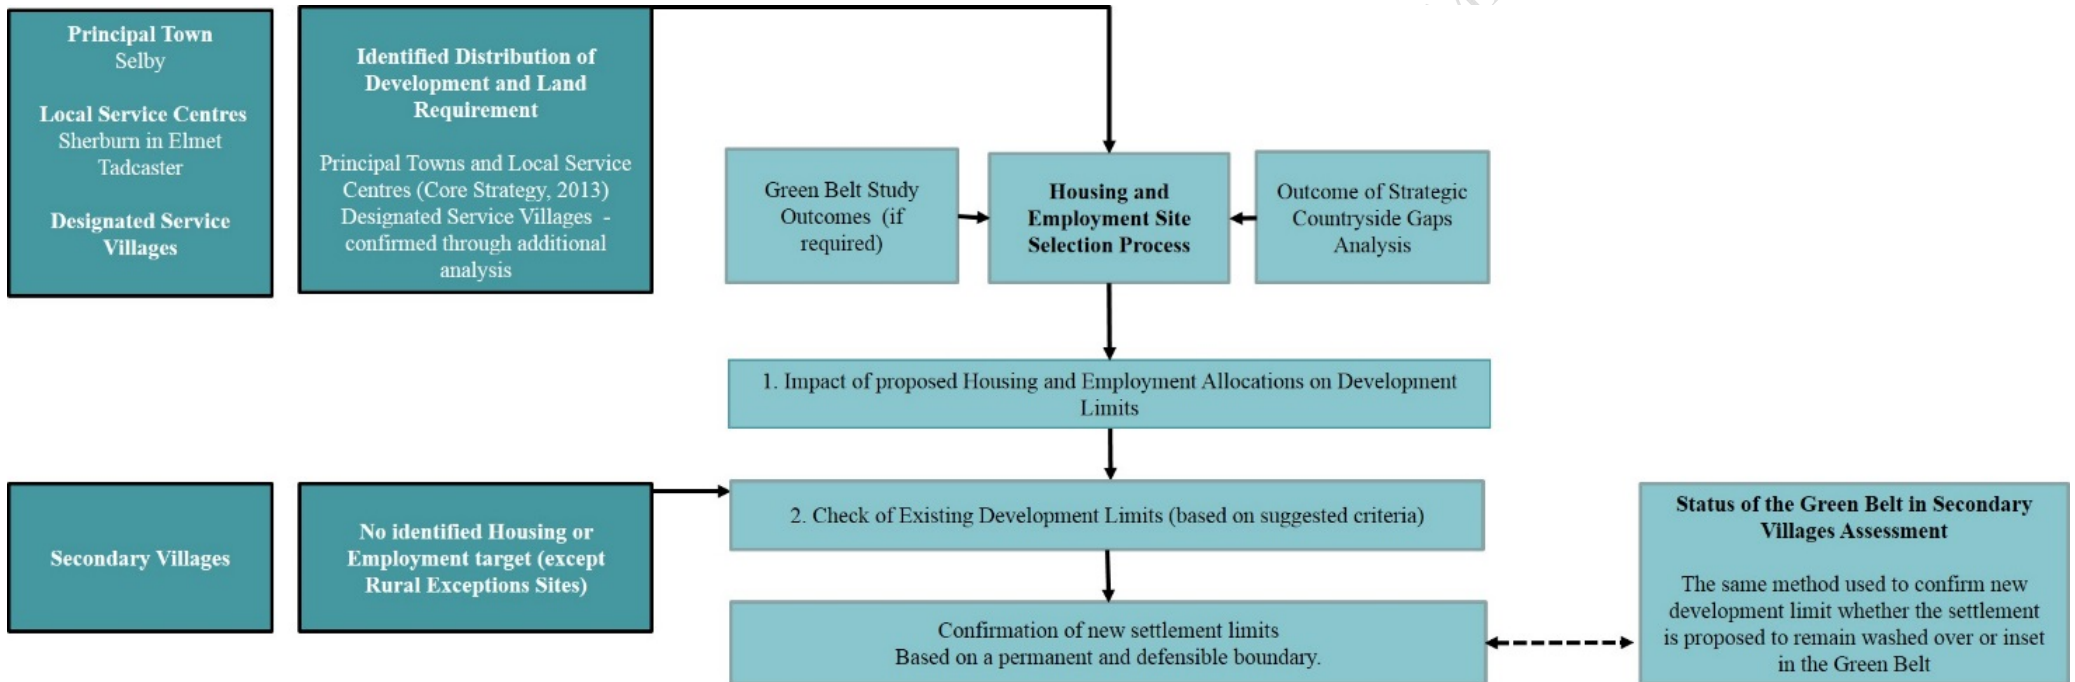 Principal Town
Selby
Local Service Centres
Sherburn in Elmet
Tadcaster
Designated Service
Villages
Identified Distribution of
Development and Land
Requirement
Principal Towns and Local Service
Centres (Core Strategy, 2013)
Designated Service Villages -
confirmed through additional
analysis
Green Belt Study
Outcomes (if
required)
Housing and
Employment Site
Selection Process
Outcome of Strategic
Countryside Gaps
Analysis
1. Impact of proposed Housing and Employment Allocations on Development
Limits
Secondary Villages
No identified Housing or
Employment target (except
Rural Exceptions Sites)
2. Check of Existing Development Limits (based on suggested criteria)
Confirmation of new settlement limits
Based on a permanent and defensible boundary.
Status of the Green Belt in Secondary
Villages Assessment
The same method used to confirm new
development limit whether the settlement
is proposed to remain washed over or inset
in the Green Belt